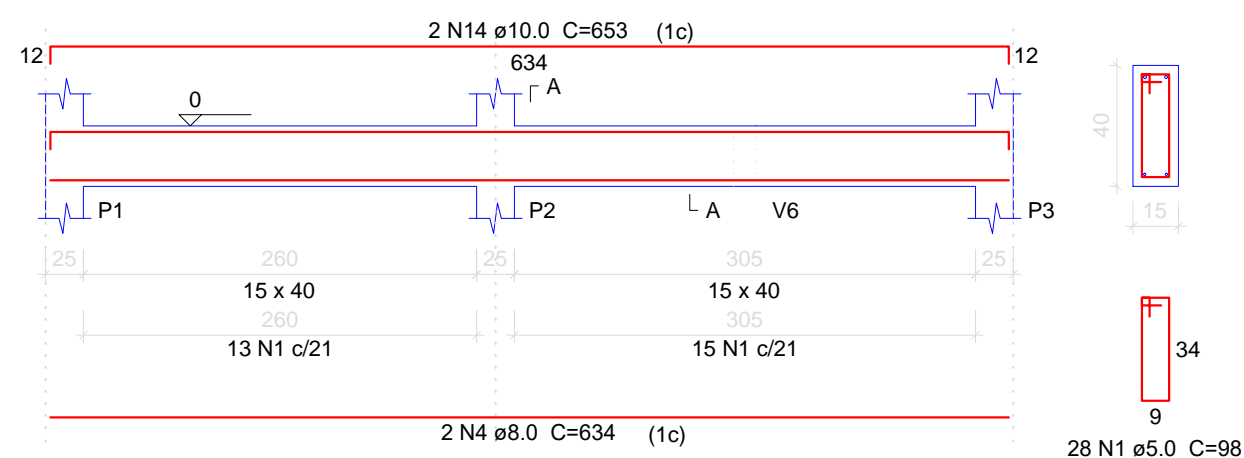 2 N14 ø10.0 C=653 (1c)
12
12
634
A
0
40
P1
P2
A
V6
P3
15
25
260
25
305
25
15 x 40
15 x 40
260
305
13 N1 c/21
15 N1 c/21
34
9
2 N4 ø8.0 C=634 (1c)
28 N1 ø5.0 C=98